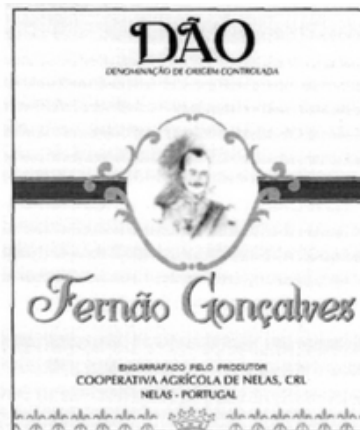 DÃO
DENOMINAÇÃO DE ORIGEM CONTROLADA
Fernão Gonçalves
ENGARRAFADO PELO PRODUTOR
COOPERATIVA AGRÍCOLA DE NELAS, CRL
NELAS - PORTUGAL